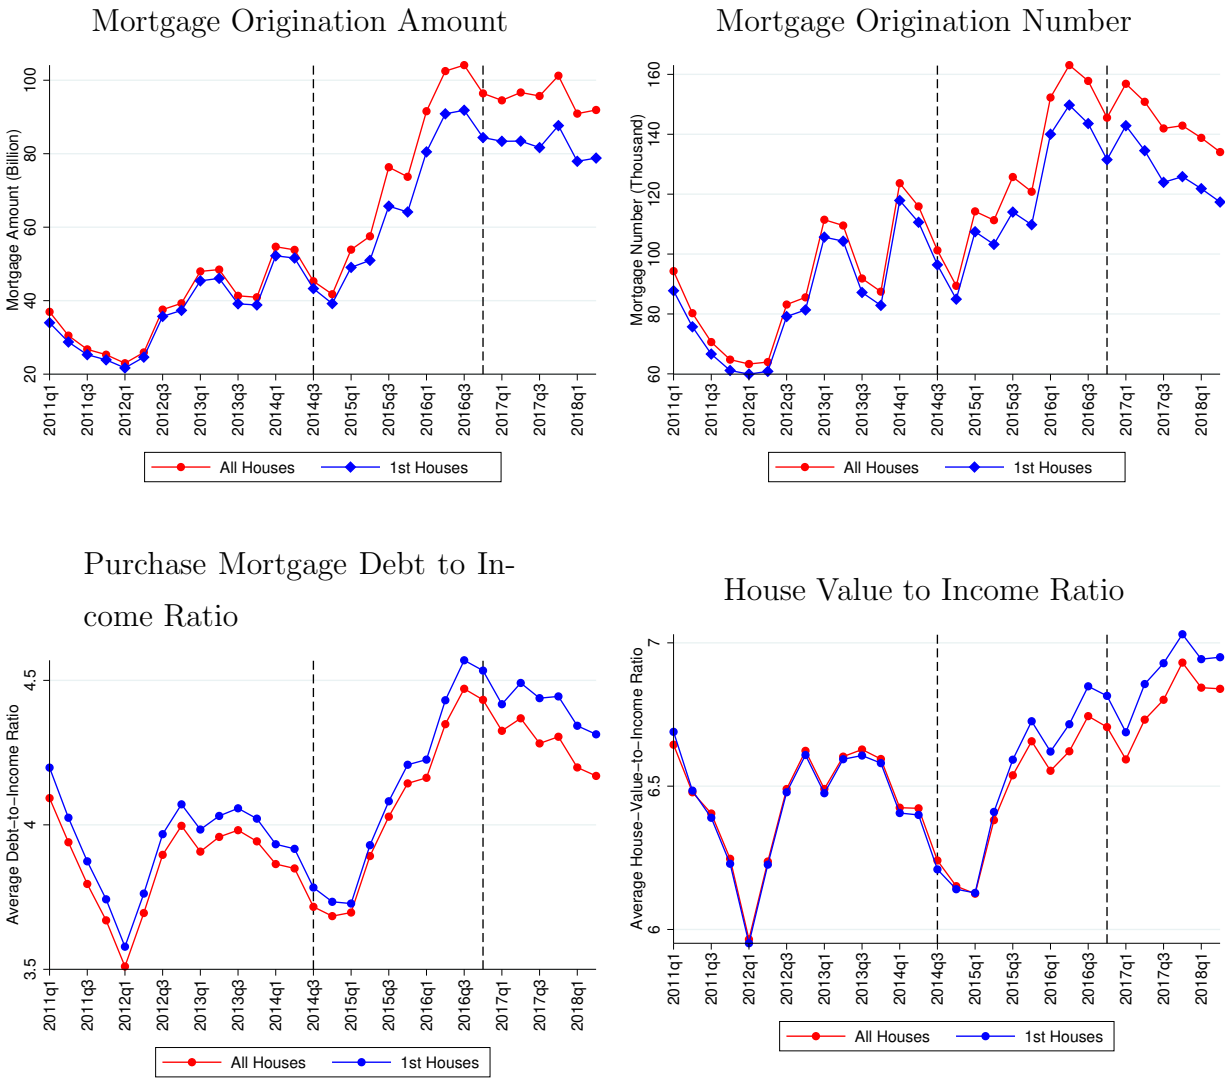 Mortgage Origination Amount
Mortgage Amount (Billion)
100
80
60
40
20
2011q1
2011q3
2012q1
2012q3
2013q1
2013q3
2014q1
2014q3
2015q1
2015q3
2016q1
2016q3
2017q1
2017q3
2018q1
All Houses
1st Houses
Mortgage Origination Number
Mortgage Number (Thousand)
160
140
120
100
80
60
2011q1
2011q3
2012q1
2012q3
2013q1
2013q3
2014q1
2014q3
2015q1
2015q3
2016q1
2016q3
2017q1
2017q3
2018q1
All Houses
1st Houses
Purchase Mortgage Debt to In-
come Ratio
Average Debt−to−Income Ratio
4.5
4
3.5
2011q1
2011q3
2012q1
2012q3
2013q1
2013q3
2014q1
2014q3
2015q1
2015q3
2016q1
2016q3
2017q1
2017q3
2018q1
All Houses
1st Houses
House Value to Income Ratio
Average House−Value−to−Income Ratio
7
6.5
6
2011q1
2011q3
2012q1
2012q3
2013q1
2013q3
2014q1
2014q3
2015q1
2015q3
2016q1
2016q3
2017q1
2017q3
2018q1
All Houses
1st Houses